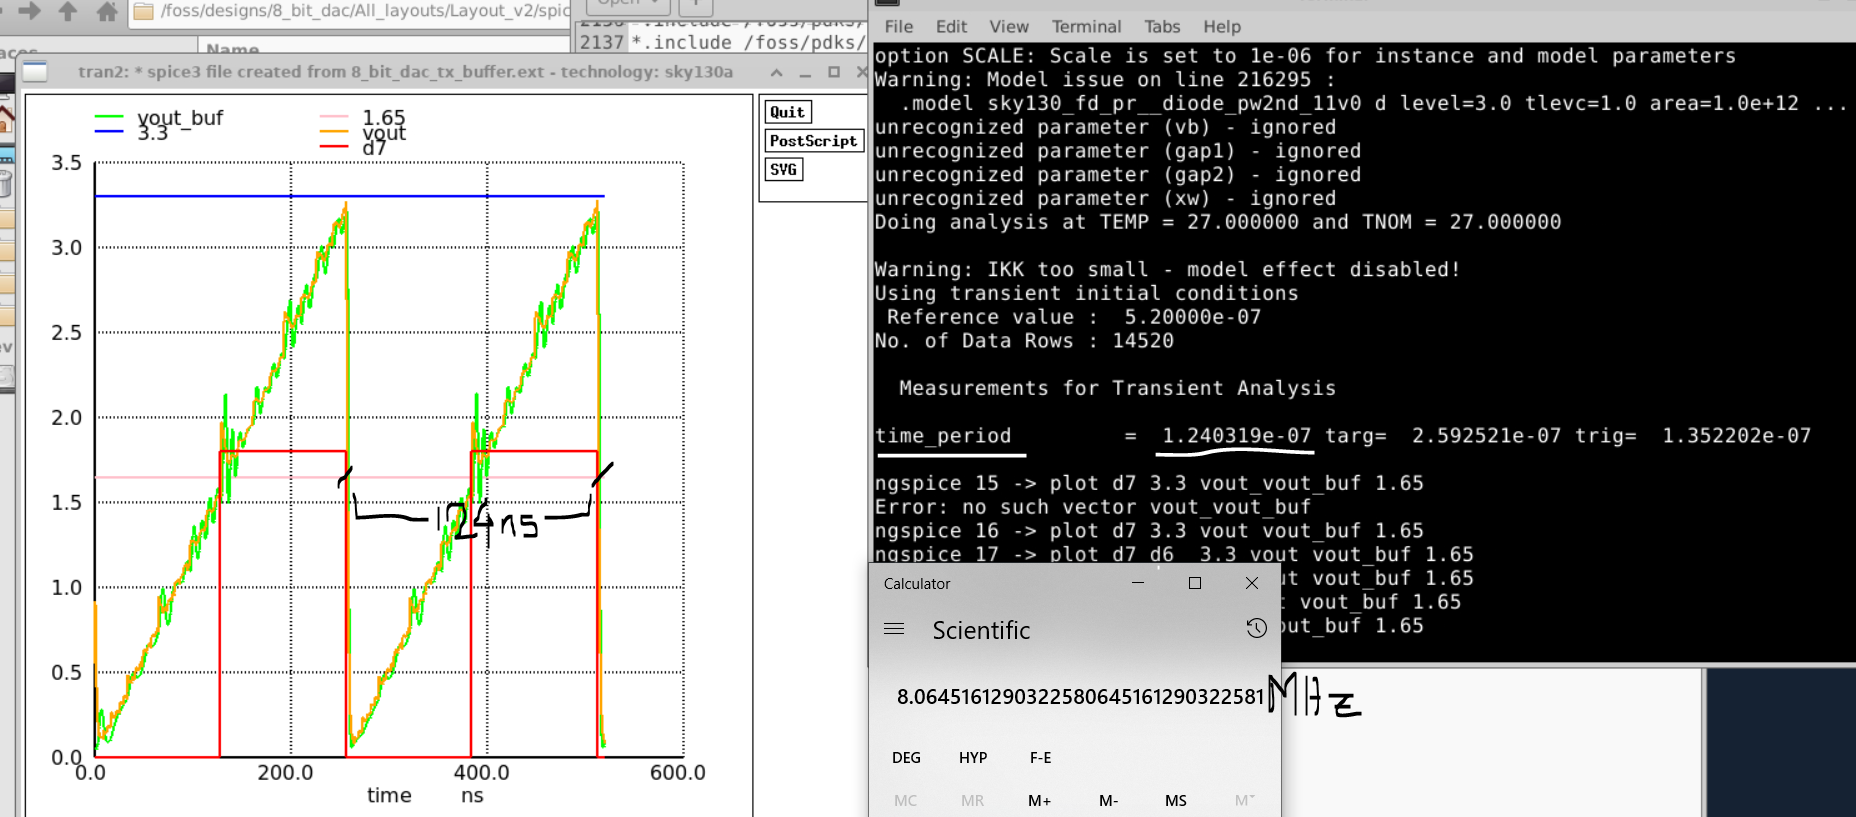 /foss/designs/8_bit_dac/All_layouts/Layout_v2/spic
Open
Name
2137 *.include /foss/pdks/
tran2: * spice3 file created from 8_bit_dac_tx_buffer.ext - technology: sky130a
vout_buf
3.3
1.65
vout
d7
3.5
3.0
2.5
2.0
1.5
1.0
0.5
0.0
0.0 200.0 400.0 600.0
time ns
124ns
Quit
PostScript
SVG
File Edit View Terminal Tabs Help
option SCALE: Scale is set to 1e-06 for instance and model parameters
Warning: Model issue on line 216295 :
.model sky130_fd_pr__diode_pw2nd_11v0 d level=3.0 tlevc=1.0 area=1.0e+12 ...
unrecognized parameter (vb) - ignored
unrecognized parameter (gap1) - ignored
unrecognized parameter (gap2) - ignored
unrecognized parameter (xw) - ignored
Doing analysis at TEMP = 27.000000 and TNOM = 27.000000
Warning: IKK too small - model effect disabled!
Using transient initial conditions
Reference value : 5.20000e-07
No. of Data Rows : 14520
Measurements for Transient Analysis
time_period = 1.240319e-07 targ= 2.592521e-07 trig= 1.352202e-07
ngspice 15 -> plot d7 3.3 vout_vout_buf 1.65
Error: no such vector vout_vout_buf
ngspice 16 -> plot d7 3.3 vout vout_buf 1.65
ngspice 17 -> plot d7 d6 3.3 vout vout_buf 1.65
ut vout_buf 1.65
vout_buf 1.65
out_buf 1.65
Calculator
Scientific
8.0645161290322580645161290322581
MHz
DEG HYP F-E
MC MR M+ M- MS M˅